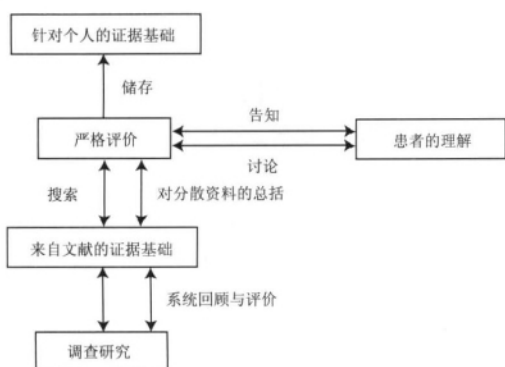 针对个人的证据基础
储存
告知
严格评价
患者的理解
讨论
搜索
对分散资料的总括
来自文献的证据基础
系统回顾与评价
调查研究